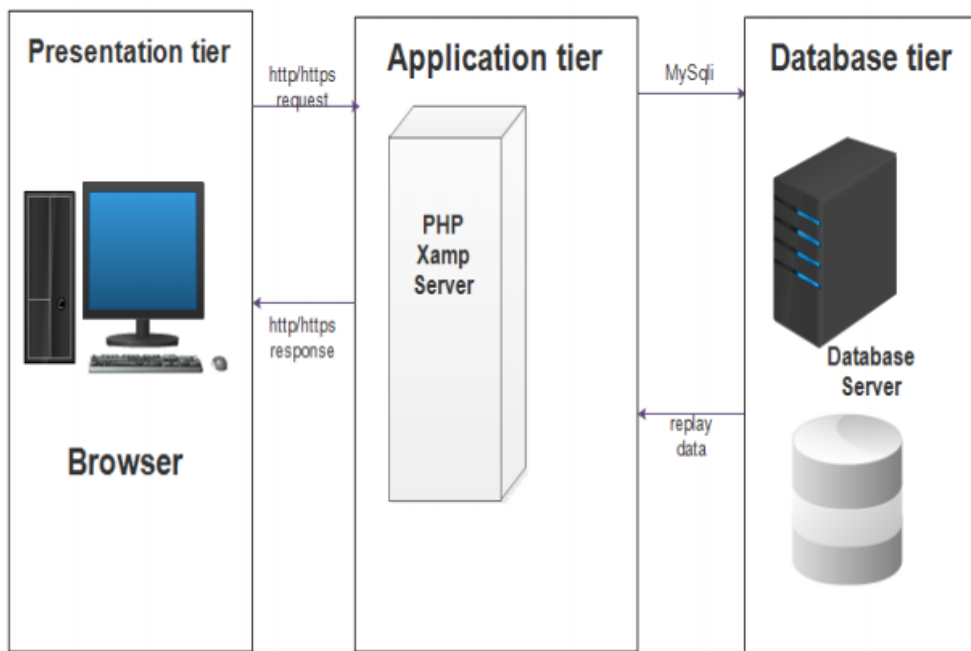 Presentation tier
http/https
request
http/https
response
Browser
Application tier
PHP
Xamp
Server
MySqli
replay
data
Database tier
Database
Server